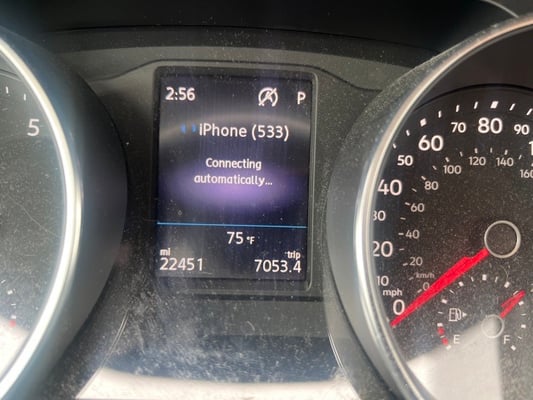 2:56 P
iPhone (533)
Connecting
automatically...
75 °F
mi trip
22451 7053.4
5
0 10 20 40 50 60 70 80 90
20 40 60 80 100 120 140 160
km/h
mph
E F